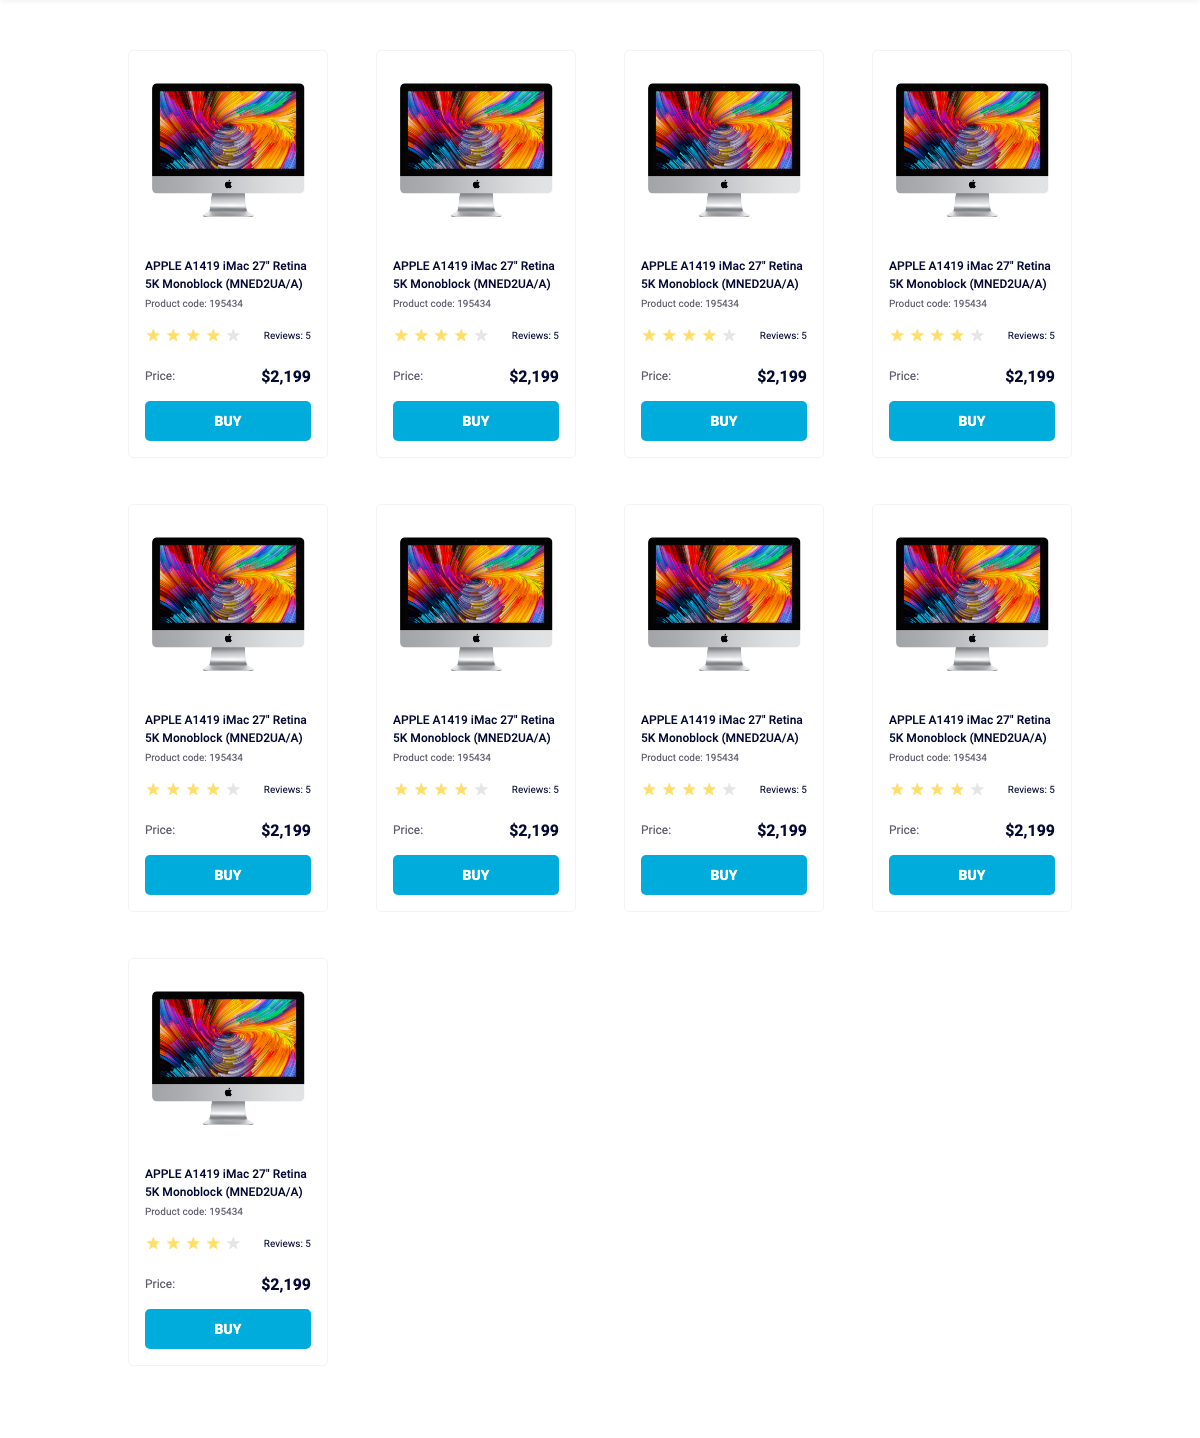 APPLE A1419 iMac 27" Retina
5K Monoblock (MNED2UA/A)
Product code: 195434
Reviews: 5
Price: $2,199
BUY
APPLE A1419 iMac 27" Retina
5K Monoblock (MNED2UA/A)
Product code: 195434
Reviews: 5
Price: $2,199
BUY
APPLE A1419 iMac 27" Retina
5K Monoblock (MNED2UA/A)
Product code: 195434
Reviews: 5
Price: $2,199
BUY
APPLE A1419 iMac 27" Retina
5K Monoblock (MNED2UA/A)
Product code: 195434
Reviews: 5
Price: $2,199
BUY
APPLE A1419 iMac 27" Retina
5K Monoblock (MNED2UA/A)
Product code: 195434
Reviews: 5
Price: $2,199
BUY
APPLE A1419 iMac 27" Retina
5K Monoblock (MNED2UA/A)
Product code: 195434
Reviews: 5
Price: $2,199
BUY
APPLE A1419 iMac 27" Retina
5K Monoblock (MNED2UA/A)
Product code: 195434
Reviews: 5
Price: $2,199
BUY
APPLE A1419 iMac 27" Retina
5K Monoblock (MNED2UA/A)
Product code: 195434
Reviews: 5
Price: $2,199
BUY
APPLE A1419 iMac 27" Retina
5K Monoblock (MNED2UA/A)
Product code: 195434
Reviews: 5
Price: $2,199
BUY